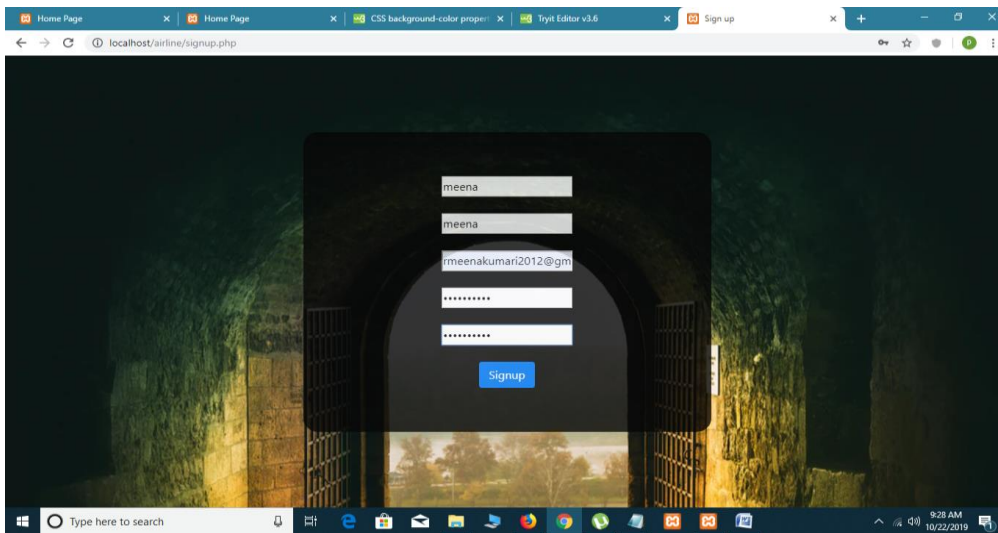 Home Page
Home Page
CSS background-color propert
Tryit Editor v3.6
Sign up
localhost/airline/signup.php
P
meena
meena
rmeenakumari2012@gm
••••••••••
••••••••••
Signup
Type here to search
9:28 AM
10/22/2019